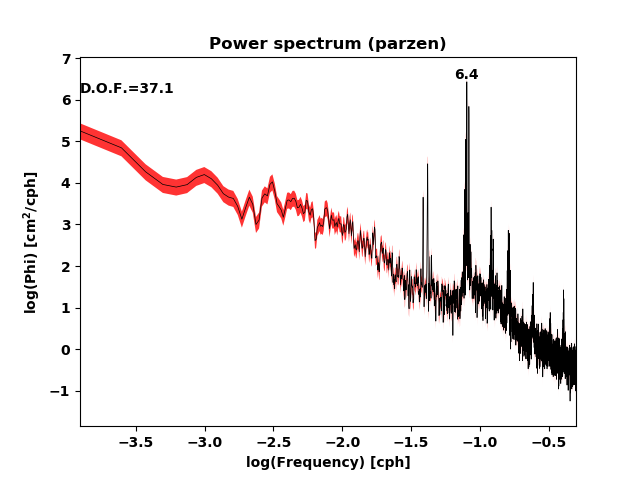 Power spectrum (parzen)
7
6.4
D.O.F.=37.1
6
5
4
3
2
1
0
−1
log(Phi) [cm²/cph]
−3.5 −3.0 −2.5 −2.0 −1.5 −1.0 −0.5
log(Frequency) [cph]